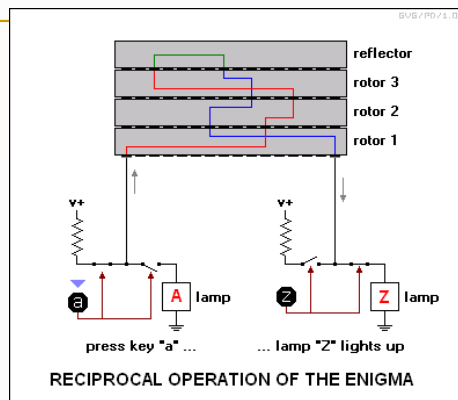 GVG/PD/1.0
reflector
rotor 3
rotor 2
rotor 1
v+
v+
a
A
lamp
z
Z
lamp
press key "a" ...
... lamp "Z" lights up
RECIPROCAL OPERATION OF THE ENIGMA